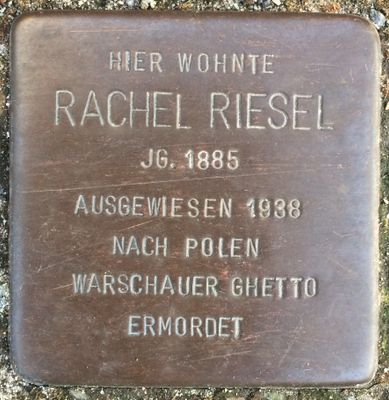 HIER WOHNTE
RACHEL RIESEL
JG. 1885
AUSGEWIESEN 1938
NACH POLEN
WARSCHAUER GHETTO
ERMORDET